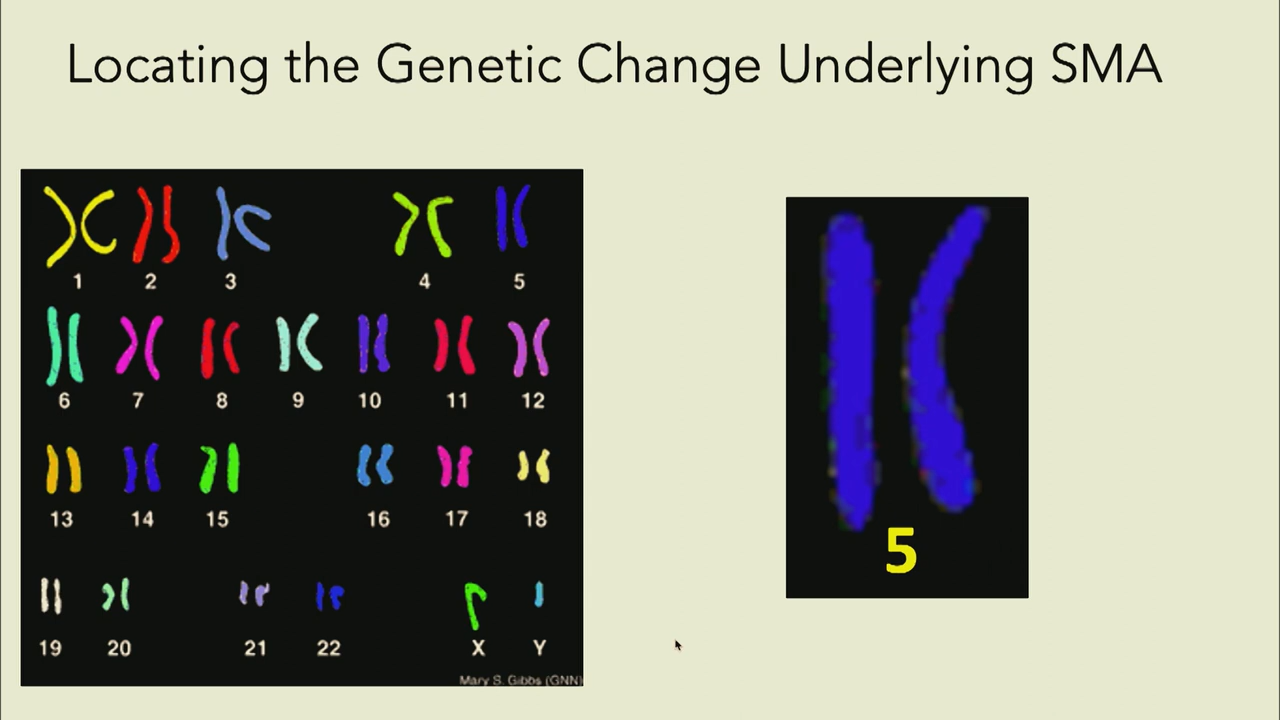 Locating the Genetic Change Underlying SMA
1 2 3 4 5
6 7 8 9 10 11 12
13 14 15 16 17 18
19 20 21 22 X Y
Mary S. Gibbs (GNN)
5